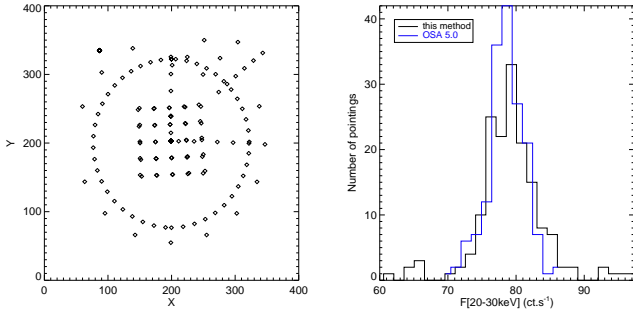 400
300
200
100
0
Y
0 100 200 300 400
X
this method
OSA 5.0
40
30
20
10
0
Number of pointings
60 70 80 90
F[20-30keV] (ct.s⁻¹)